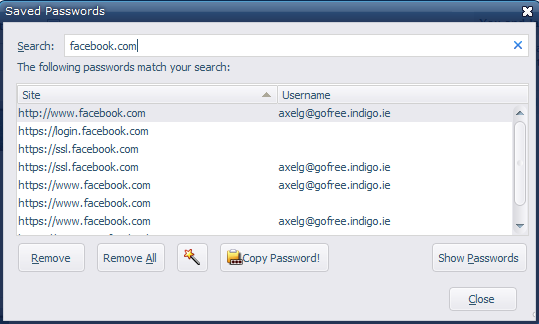 Saved Passwords
Search: facebook.com
The following passwords match your search:
Site Username
http://www.facebook.com axelg@gofree.indigo.ie
https://login.facebook.com
https://ssl.facebook.com
https://ssl.facebook.com axelg@gofree.indigo.ie
https://www.facebook.com axelg@gofree.indigo.ie
https://www.facebook.com
https://www.facebook.com axelg@gofree.indigo.ie
Remove Remove All Copy Password! Show Passwords
Close